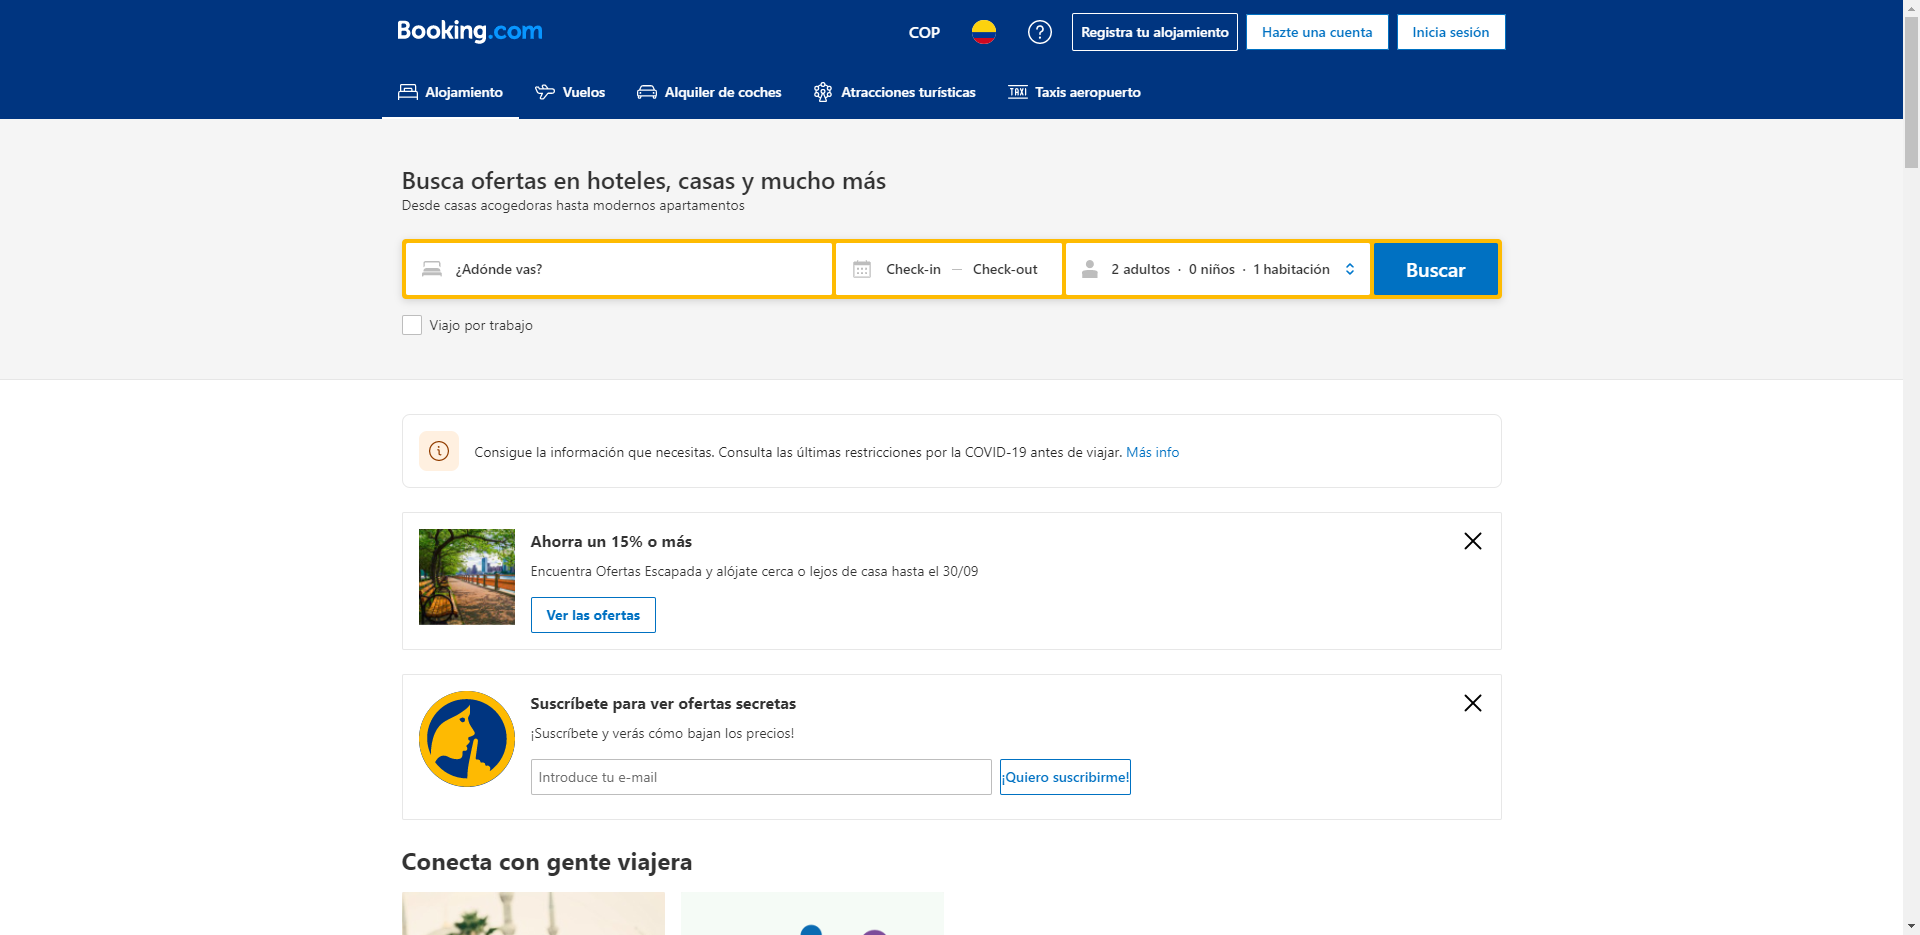 Booking.com
COP
Registra tu alojamiento
Hazte una cuenta
Inicia sesión
Alojamiento
Vuelos
Alquiler de coches
Atracciones turísticas
TAXI
Taxis aeropuerto
Busca ofertas en hoteles, casas y mucho más
Desde casas acogedoras hasta modernos apartamentos
¿Adónde vas?
Check-in — Check-out
2 adultos · 0 niños · 1 habitación
Buscar
Viajo por trabajo
Consigue la información que necesitas. Consulta las últimas restricciones por la COVID-19 antes de viajar. Más info
Ahorra un 15% o más
Encuentra Ofertas Escapada y alójate cerca o lejos de casa hasta el 30/09
Ver las ofertas
Suscríbete para ver ofertas secretas
¡Suscríbete y verás cómo bajan los precios!
Introduce tu e-mail
¡Quiero suscribirme!
Conecta con gente viajera